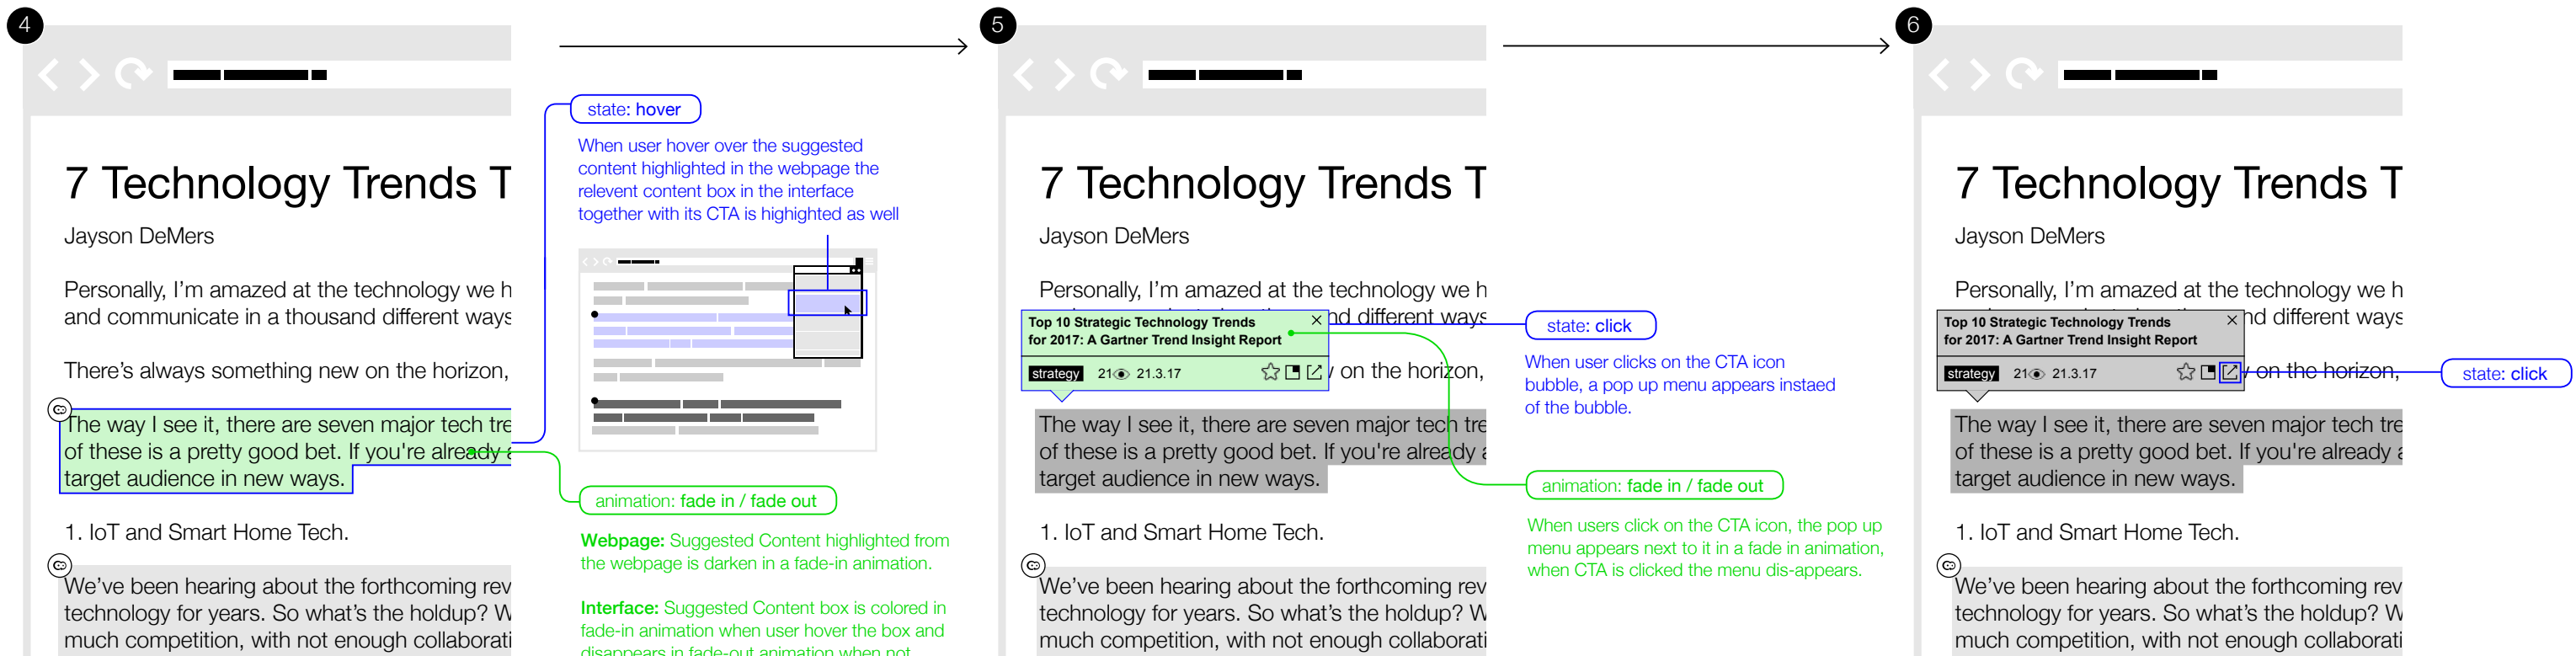 4
7 Technology Trends T
Jayson DeMers
Personally, I'm amazed at the technology we h
and communicate in a thousand different ways
There's always something new on the horizon,
The way I see it, there are seven major tech tre
of these is a pretty good bet. If you're already a
target audience in new ways.
1. IoT and Smart Home Tech.
We've been hearing about the forthcoming rev
technology for years. So what's the holdup? W
much competition, with not enough collaborati
state: hover
When user hover over the suggested
content highlighted in the webpage the
relevent content box in the interface
together with its CTA is highighted as well
animation: fade in / fade out
Webpage: Suggested Content highlighted from
the webpage is darken in a fade-in animation.
Interface: Suggested Content box is colored in
fade-in animation when user hover the box and
disappears in fade-out animation when not
5
7 Technology Trends T
Jayson DeMers
Personally, I'm amazed at the technology we h
nd different ways
Top 10 Strategic Technology Trends
for 2017: A Gartner Trend Insight Report
strategy 21 21.3.17
on the horizon,
The way I see it, there are seven major tech tre
of these is a pretty good bet. If you're already a
target audience in new ways.
1. IoT and Smart Home Tech.
We've been hearing about the forthcoming rev
technology for years. So what's the holdup? W
much competition, with not enough collaborati
state: click
When user clicks on the CTA icon
bubble, a pop up menu appears instaed
of the bubble.
animation: fade in / fade out
When users click on the CTA icon, the pop up
menu appears next to it in a fade in animation,
when CTA is clicked the menu dis-appears.
6
7 Technology Trends T
Jayson DeMers
Personally, I'm amazed at the technology we h
nd different ways
Top 10 Strategic Technology Trends
for 2017: A Gartner Trend Insight Report
strategy 21 21.3.17
on the horizon,
The way I see it, there are seven major tech tre
of these is a pretty good bet. If you're already a
target audience in new ways.
1. IoT and Smart Home Tech.
We've been hearing about the forthcoming rev
technology for years. So what's the holdup? W
much competition, with not enough collaborati
state: click